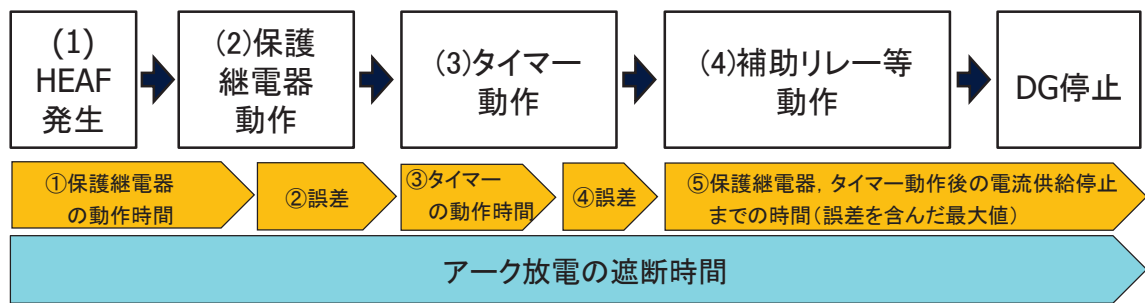 (1)
HEAF
発生
(2)保護
継電器
動作
(3)タイマー
動作
(4)補助リレー等
動作
DG停止
①保護継電器
の動作時間
②誤差
③タイマー
の動作時間
④誤差
⑤保護継電器，タイマー動作後の電流供給停止
までの時間（誤差を含んだ最大値）
アーク放電の遮断時間